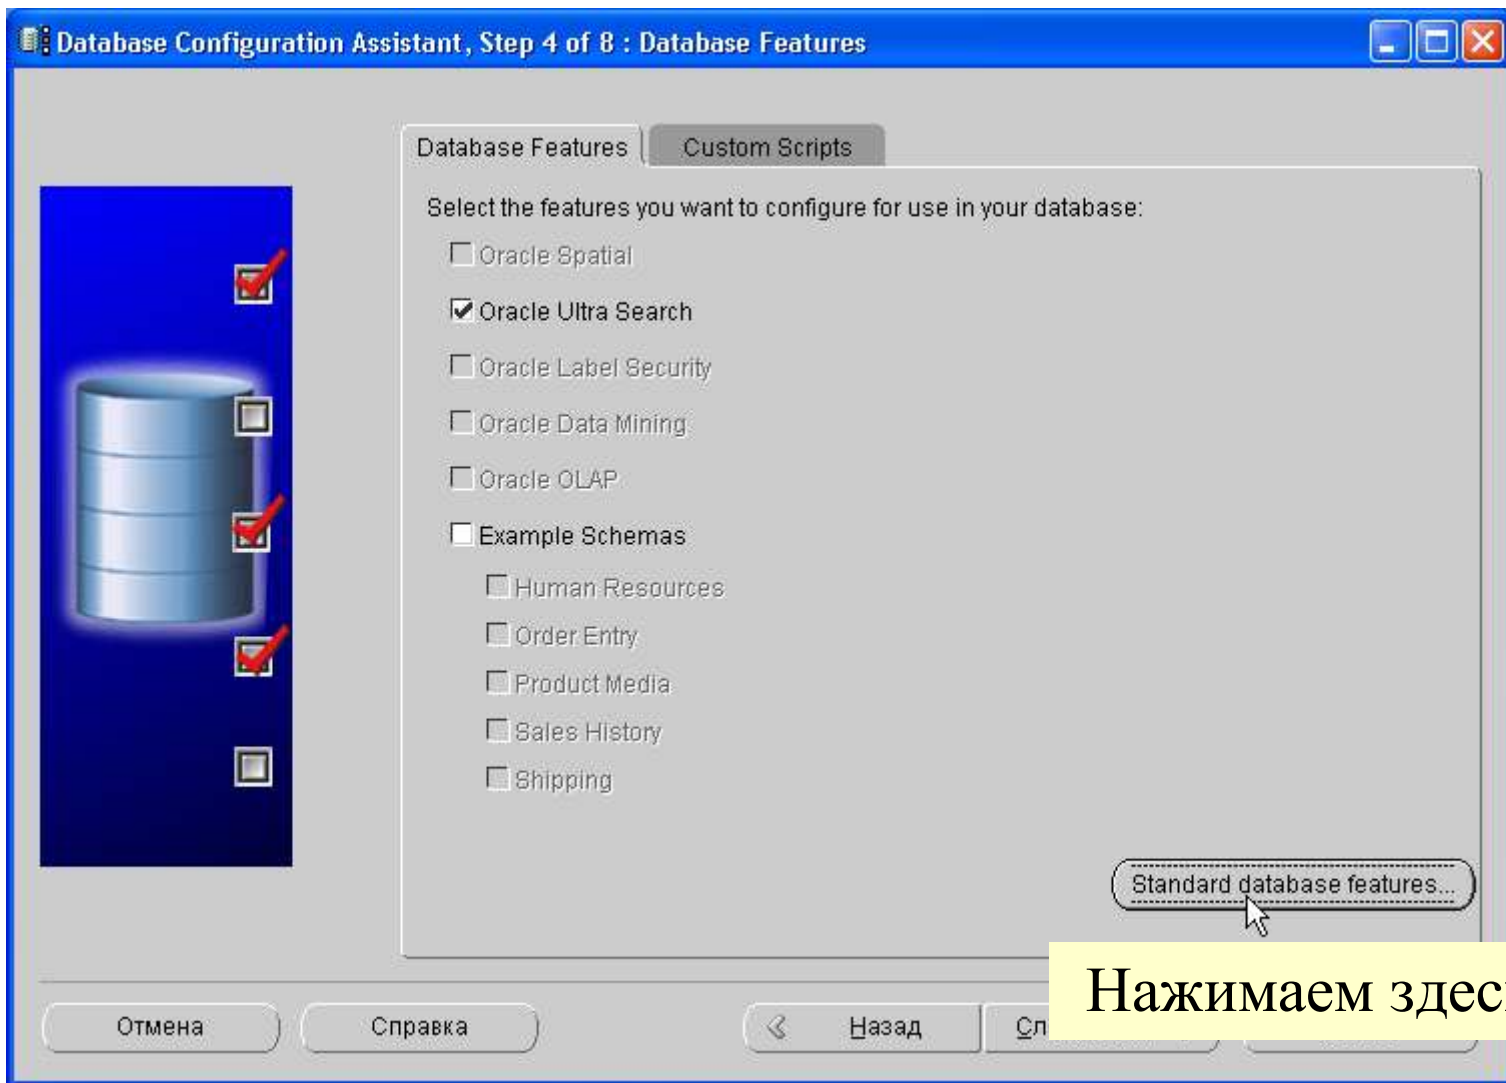 Database Configuration Assistant, Step 4 of 8 : Database Features
Database Features
Custom Scripts
Select the features you want to configure for use in your database:
Oracle Spatial
Oracle Ultra Search
Oracle Label Security
Oracle Data Mining
Oracle OLAP
Example Schemas
Human Resources
Order Entry
Product Media
Sales History
Shipping
Standard database features...
Нажимаем
Отмена
Справка
Назад